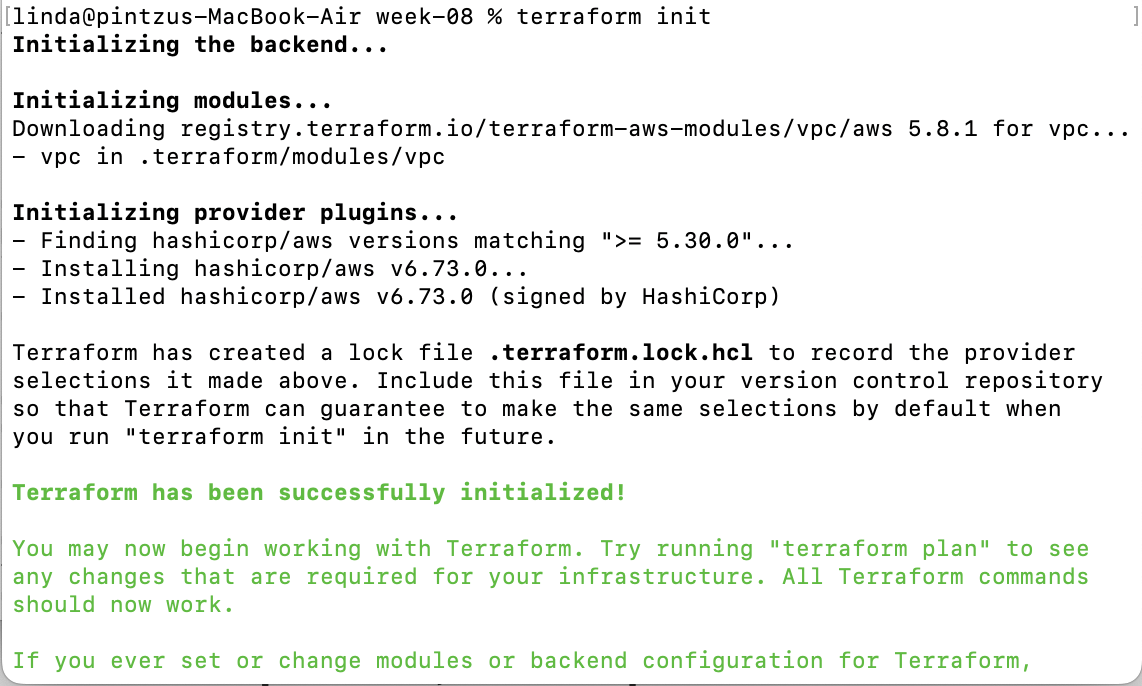 [linda@pintzus-MacBook-Air week-08 % terraform init ]
Initializing the backend...
Initializing modules...
Downloading registry.terraform.io/terraform-aws-modules/vpc/aws 5.8.1 for vpc...
- vpc in .terraform/modules/vpc
Initializing provider plugins...
- Finding hashicorp/aws versions matching ">= 5.30.0"...
- Installing hashicorp/aws v6.73.0...
- Installed hashicorp/aws v6.73.0 (signed by HashiCorp)
Terraform has created a lock file .terraform.lock.hcl to record the provider
selections it made above. Include this file in your version control repository
so that Terraform can guarantee to make the same selections by default when
you run "terraform init" in the future.
Terraform has been successfully initialized!
You may now begin working with Terraform. Try running "terraform plan" to see
any changes that are required for your infrastructure. All Terraform commands
should now work.
If you ever set or change modules or backend configuration for Terraform,